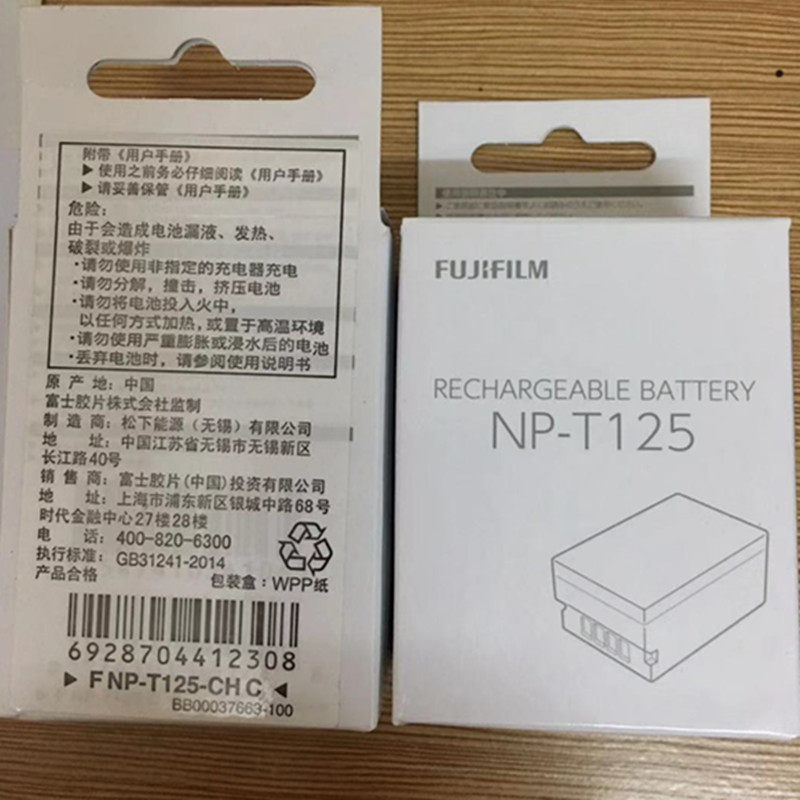 附带《用户手册》
▶ 使用之前务必仔细阅读《用户手册》
▶ 请妥善保管《用户手册》
危险：
由于会造成电池漏液、发热、
破裂或爆炸
·请勿使用非指定的充电器充电
·请勿分解，撞击，挤压电池
·请勿将电池投入火中，
以任何方式加热，或置于高温环境
·请勿使用严重膨胀或浸水后的电池
·丢弃电池时，请参阅使用说明书
原 产 地：中国
富士胶片株式会社监制
制 造 商：松下能源（无锡）有限公司
地 址：中国江苏省无锡市无锡新区
长江路40号
销 售 商：富士胶片(中国)投资有限公司
地 址：上海市浦东新区银城中路68号
时代金融中心27楼28楼
电 话：400-820-6300
执行标准：GB31241-2014
产品合格
包装盒：WPP纸
6928704412308
▶ F NP-T125-CH C ◀
BB00037663-100
FUJIFILM
RECHARGEABLE BATTERY
NP-T125